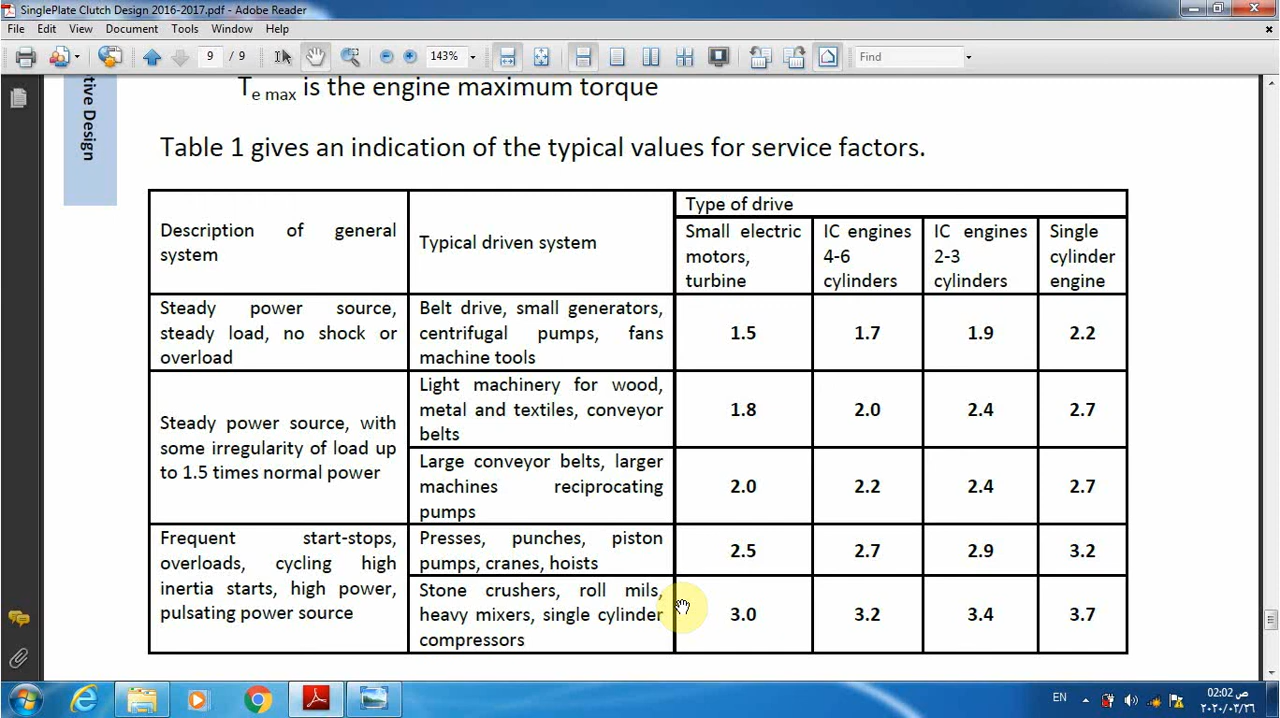 SinglePlate Clutch Design 2016-2017.pdf - Adobe Reader
File Edit View Document Tools Window Help
9 / 9 143% Find
tive Design
Te max is the engine maximum torque
Table 1 gives an indication of the typical values for service factors.
Description of general system
Typical driven system
Type of drive
Small electric motors, turbine
IC engines 4-6 cylinders
IC engines 2-3 cylinders
Single cylinder engine
Steady power source, steady load, no shock or overload
Belt drive, small generators, centrifugal pumps, fans machine tools
1.5 1.7 1.9 2.2
Steady power source, with some irregularity of load up to 1.5 times normal power
Light machinery for wood, metal and textiles, conveyor belts
1.8 2.0 2.4 2.7
Large conveyor belts, larger machines reciprocating pumps
2.0 2.2 2.4 2.7
Frequent start-stops, overloads, cycling high inertia starts, high power, pulsating power source
Presses, punches, piston pumps, cranes, hoists
2.5 2.7 2.9 3.2
Stone crushers, roll mils, heavy mixers, single cylinder compressors
3.0 3.2 3.4 3.7
EN
02:02 ص
٢٠٢٠/٠٣/٢٦